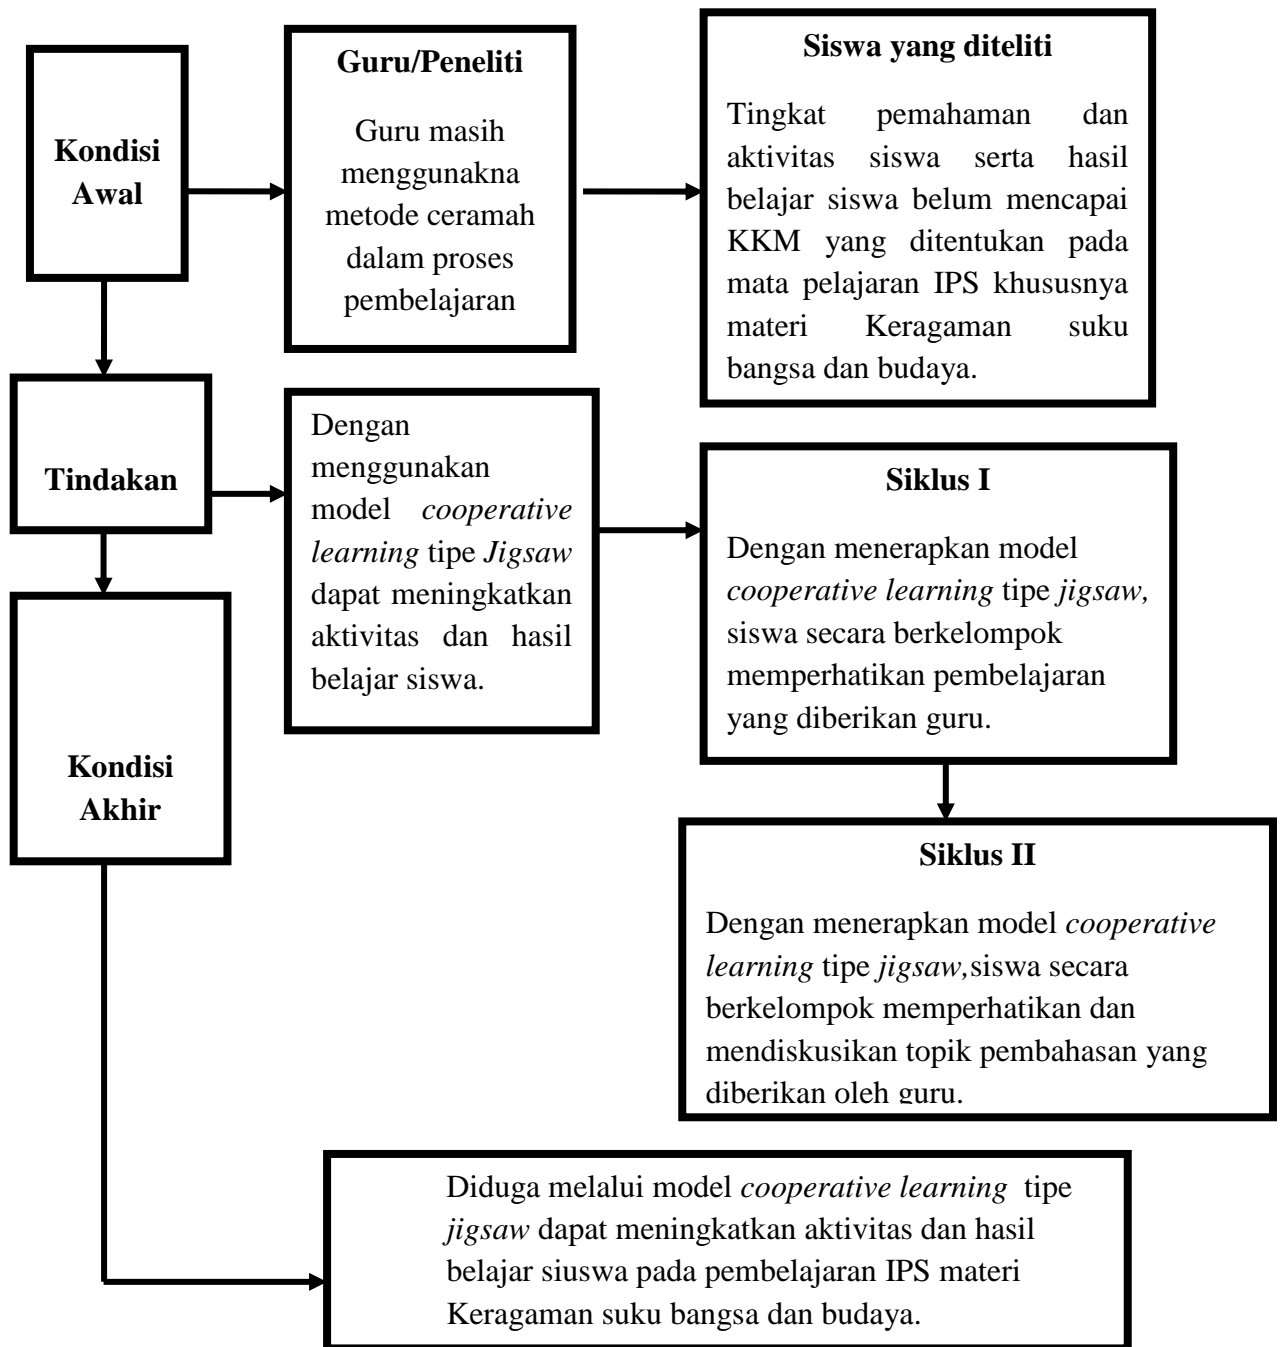 Kondisi
Awal
Guru/Peneliti
Guru masih
menggunakna
metode ceramah
dalam proses
pembelajaran
Siswa yang diteliti
Tingkat pemahaman dan
aktivitas siswa serta hasil
belajar siswa belum mencapai
KKM yang ditentukan pada
mata pelajaran IPS khususnya
materi Keragaman suku
bangsa dan budaya.
Tindakan
Dengan
menggunakan
model cooperative
learning tipe Jigsaw
dapat meningkatkan
aktivitas dan hasil
belajar siswa.
Siklus I
Dengan menerapkan model
cooperative learning tipe jigsaw,
siswa secara berkelompok
memperhatikan pembelajaran
yang diberikan guru.
Siklus II
Dengan menerapkan model cooperative
learning tipe jigsaw,siswa secara
berkelompok memperhatikan dan
mendiskusikan topik pembahasan yang
diberikan oleh guru.
Kondisi
Akhir
Diduga melalui model cooperative learning tipe
jigsaw dapat meningkatkan aktivitas dan hasil
belajar siuswa pada pembelajaran IPS materi
Keragaman suku bangsa dan budaya.